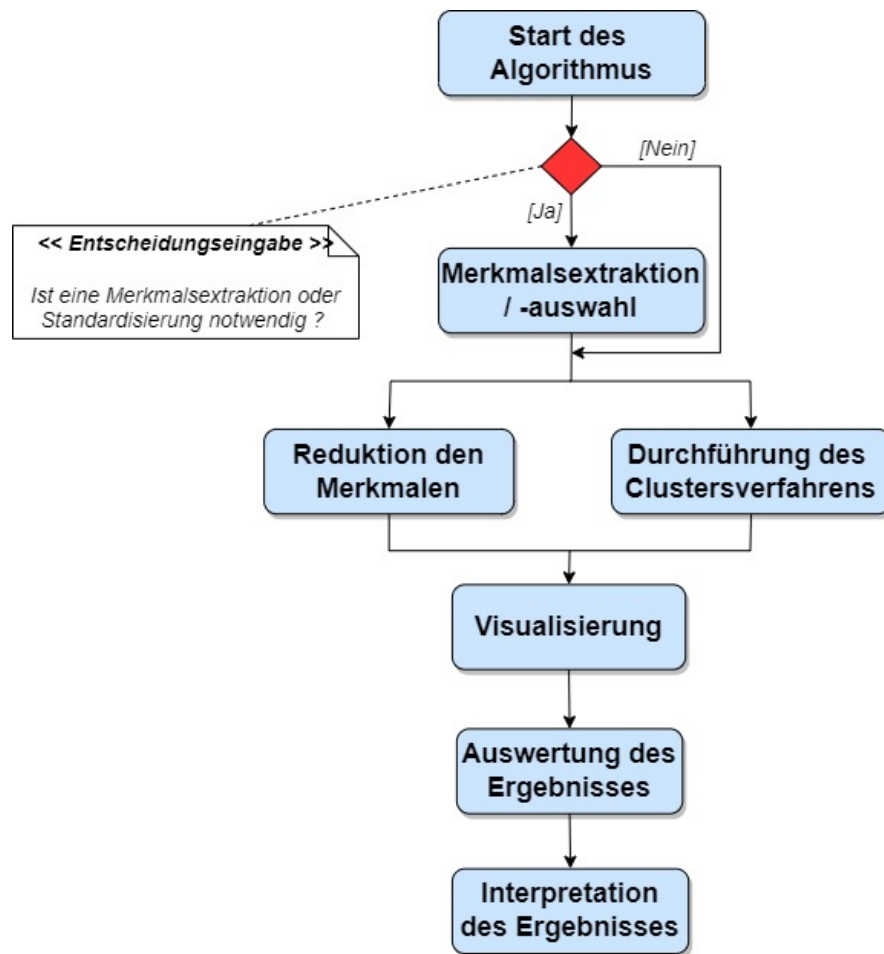 Start des
Algorithmus
[Nein]
[Ja]
<< Entscheidungseingabe >>
Ist eine Merkmalsextraktion oder
Standardisierung notwendig ?
Merkmalsextraktion
/ -auswahl
Reduktion den
Merkmalen
Durchführung des
Clustersverfahrens
Visualisierung
Auswertung des
Ergebnisses
Interpretation
des Ergebnisses